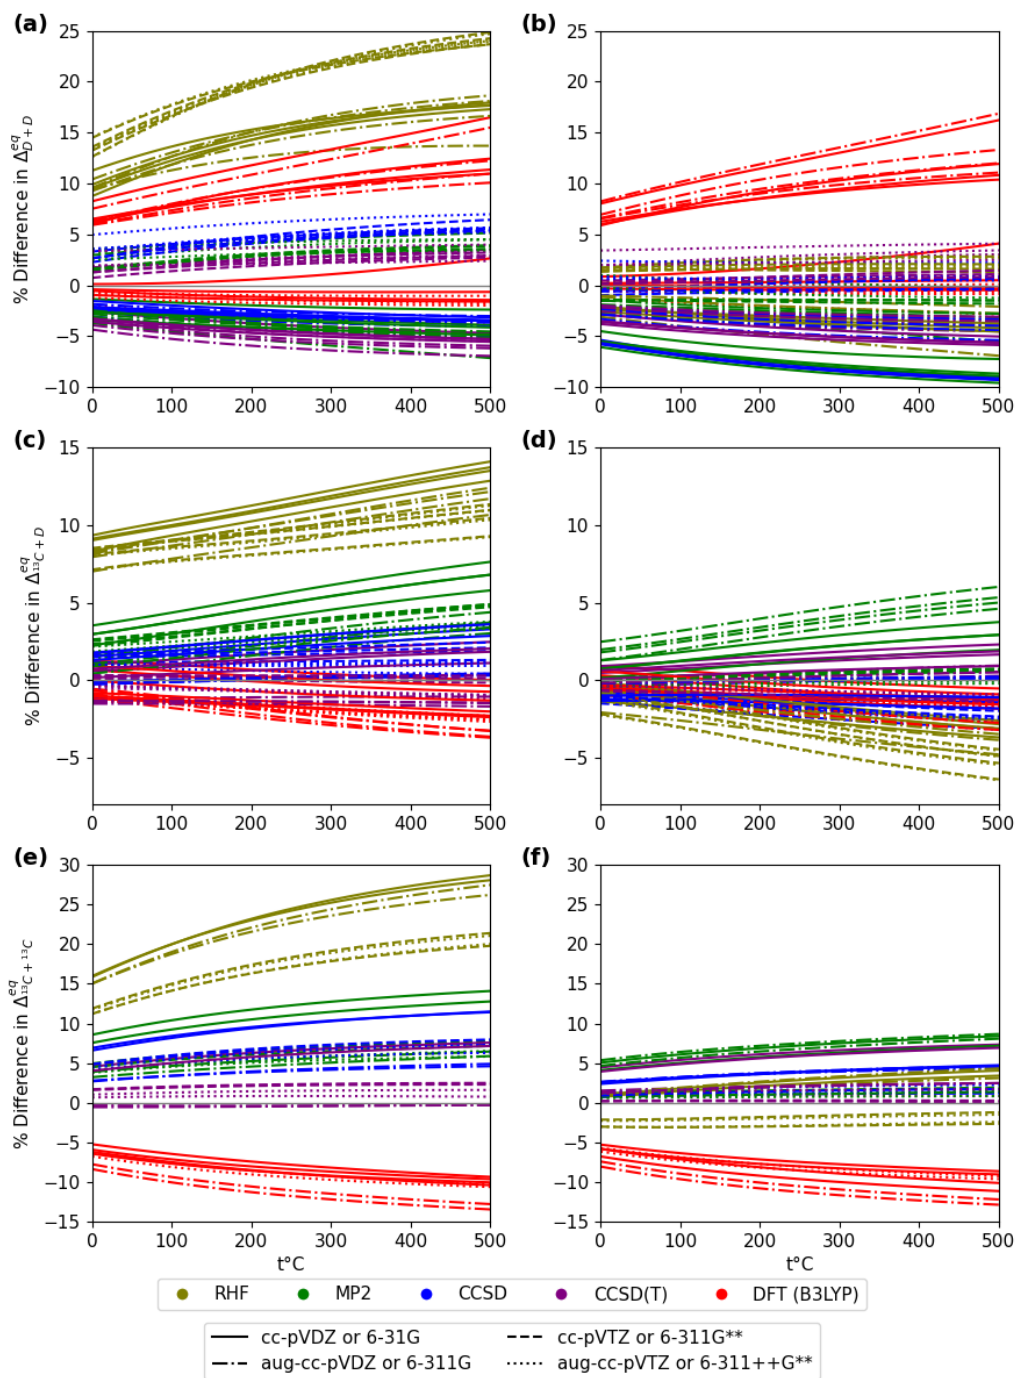 (a) (b)
% Difference in Δ^{eq}_{D+D}
25 25
20 20
15 15
10 10
5 5
0 0
−5 −5
−10 −10
0 100 200 300 400 500 0 100 200 300 400 500
(c) (d)
% Difference in Δ^{eq}_{¹³C+D}
15 15
10 10
5 5
0 0
−5 −5
0 100 200 300 400 500 0 100 200 300 400 500
(e) (f)
% Difference in Δ^{eq}_{¹³C+¹³C}
30 30
25 25
20 20
15 15
10 10
5 5
0 0
−5 −5
−10 −10
−15 −15
0 100 200 300 400 500 0 100 200 300 400 500
t°C t°C
RHF MP2 CCSD CCSD(T) DFT (B3LYP)
cc-pVDZ or 6-31G cc-pVTZ or 6-311G**
aug-cc-pVDZ or 6-311G aug-cc-pVTZ or 6-311++G**